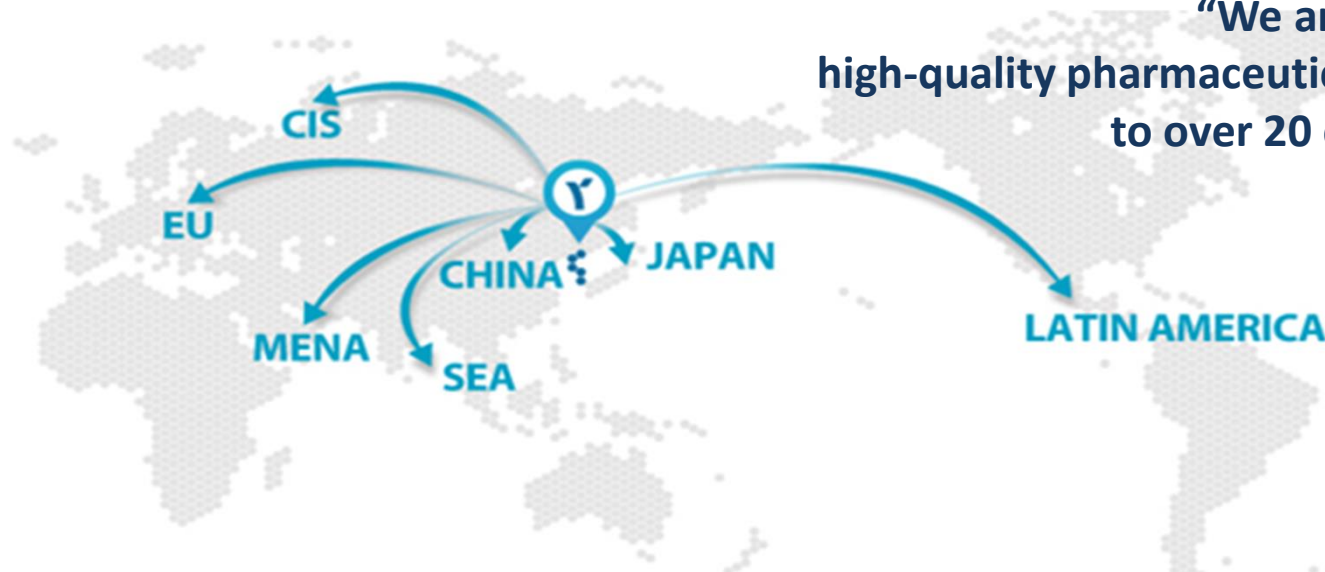 “We ar
high-quality pharmaceutic
to over 20
CIS
EU
CHINA
JAPAN
MENA
SEA
LATIN AMERICA